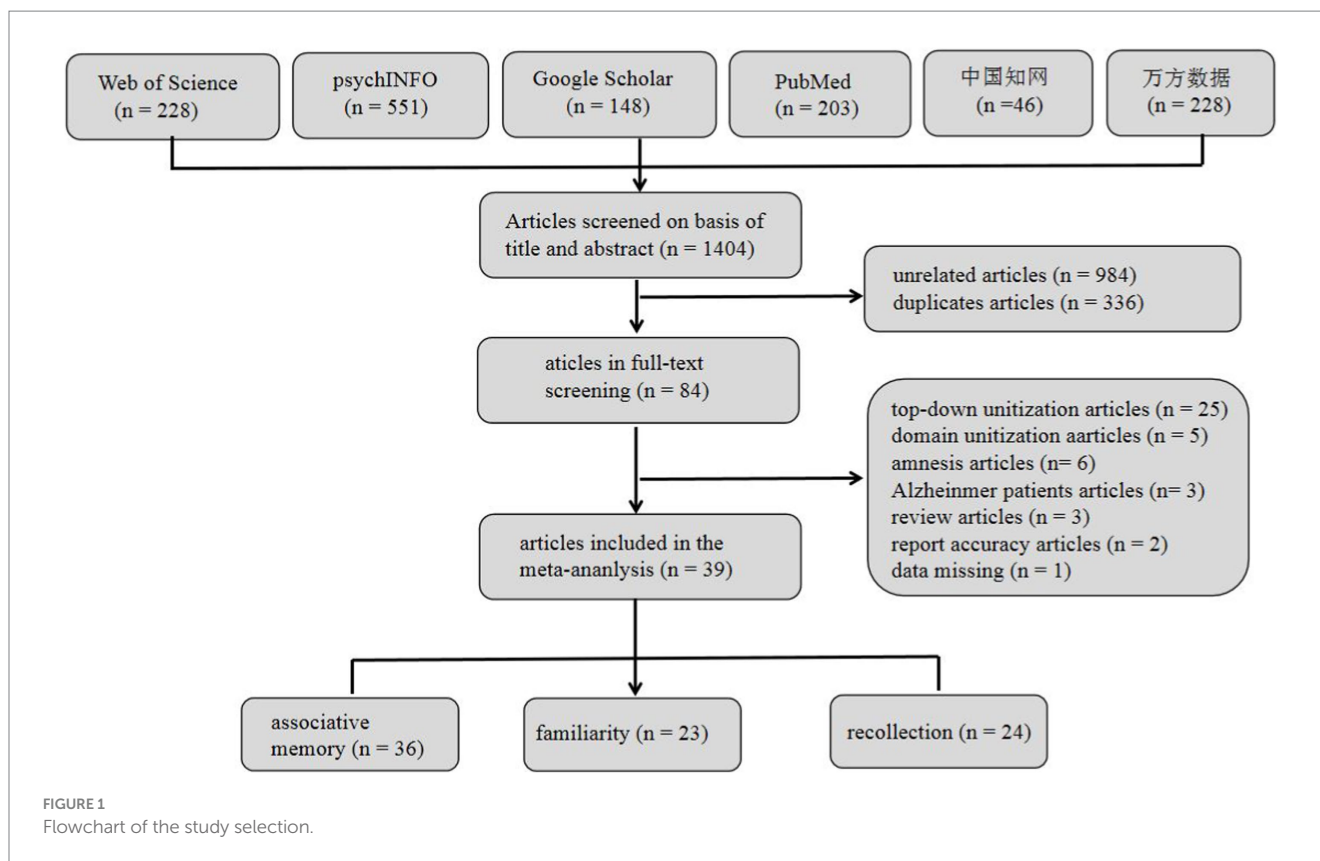 Web of Science
(n = 228)
psychINFO
(n = 551)
Google Scholar
(n = 148)
PubMed
(n = 203)
中国知网
(n =46)
万方数据
(n = 228)
Articles screened on basis of
title and abstract (n = 1404)
unrelated articles (n = 984)
duplicates articles (n = 336)
aticles in full-text
screening (n = 84)
top-down unitization articles (n = 25)
domain unitization aarticles (n = 5)
amnesis articles (n= 6)
Alzheinmer patients articles (n= 3)
review articles (n = 3)
report accuracy articles (n = 2)
data missing (n = 1)
articles included in the
meta-ananlysis (n = 39)
associative
memory (n = 36)
familiarity (n = 23)
recollection (n = 24)
FIGURE 1
Flowchart of the study selection.